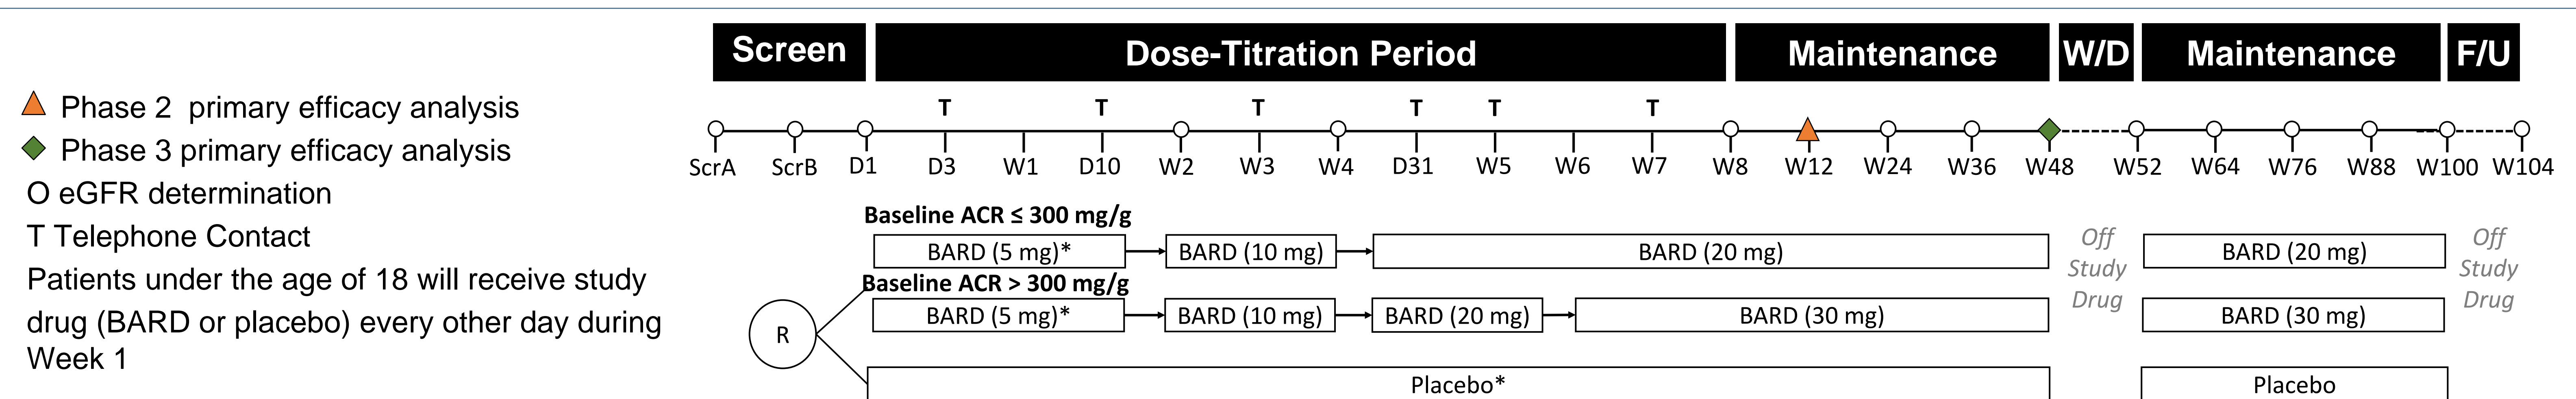 Screen Dose-Titration Period Maintenance W/D Maintenance F/U
Phase 2 primary efficacy analysis
Phase 3 primary efficacy analysis
O eGFR determination
T Telephone Contact
Patients under the age of 18 will receive study
drug (BARD or placebo) every other day during
Week 1
T T T T T T
ScrA ScrB D1 D3 W1 D10 W2 W3 W4 D31 W5 W6 W7 W8 W12 W24 W36 W48 W52 W64 W76 W88 W100 W104
Baseline ACR ≤ 300 mg/g
BARD (5 mg)* BARD (10 mg) BARD (20 mg) BARD (20 mg)
Baseline ACR > 300 mg/g
BARD (5 mg)* BARD (10 mg) BARD (20 mg) BARD (30 mg) BARD (30 mg)
Off
Study
Drug
Off
Study
Drug
R
Placebo* Placebo